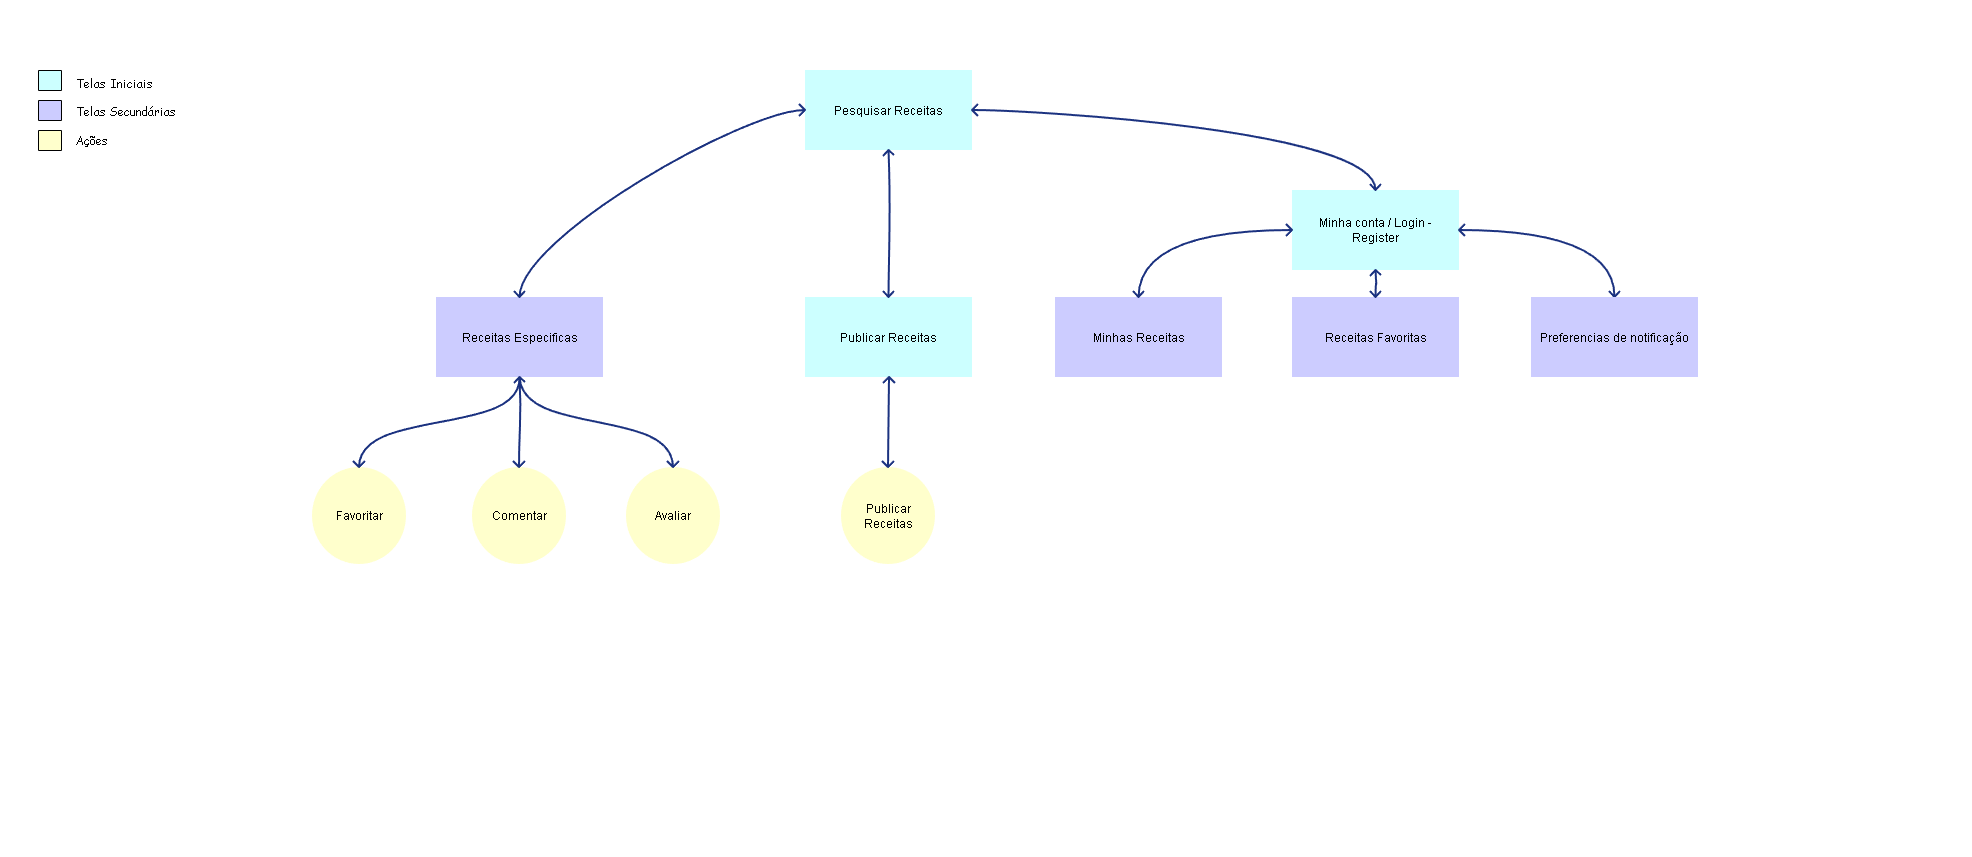 Telas Iniciais
Telas Secundárias
Ações
Pesquisar Receitas
Minha conta / Login -
Register
Receitas Especificas
Publicar Receitas
Minhas Receitas
Receitas Favoritas
Preferencias de notificação
Favoritar
Comentar
Avaliar
Publicar
Receitas